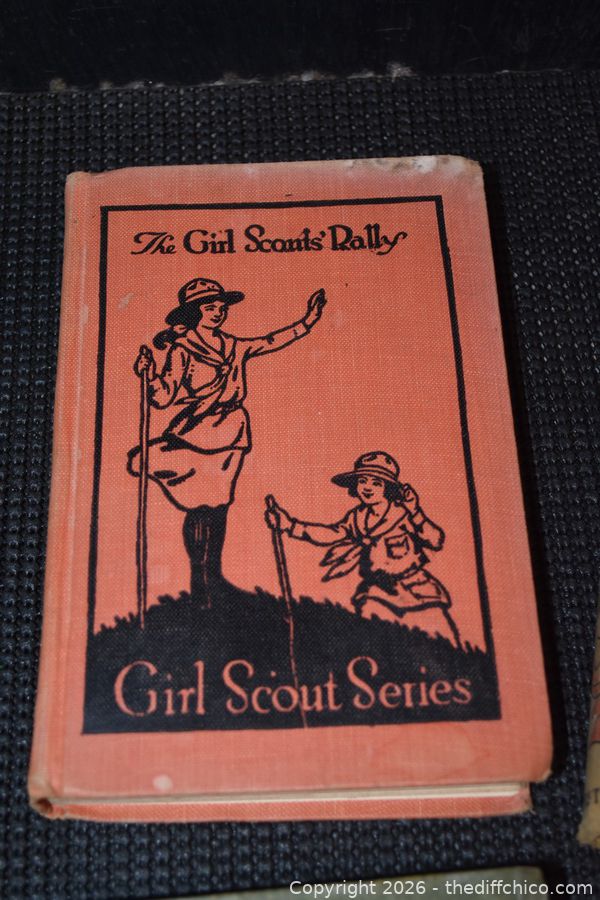 The Girl Scouts' Rally
Girl Scout Series
Copyright 2026 - thediffchico.com